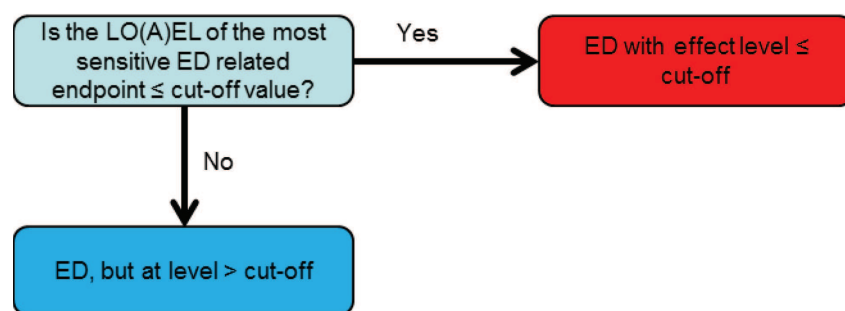 Is the LO(A)EL of the most
sensitive ED related
endpoint ≤ cut-off value?
Yes
ED with effect level ≤
cut-off
No
ED, but at level > cut-off